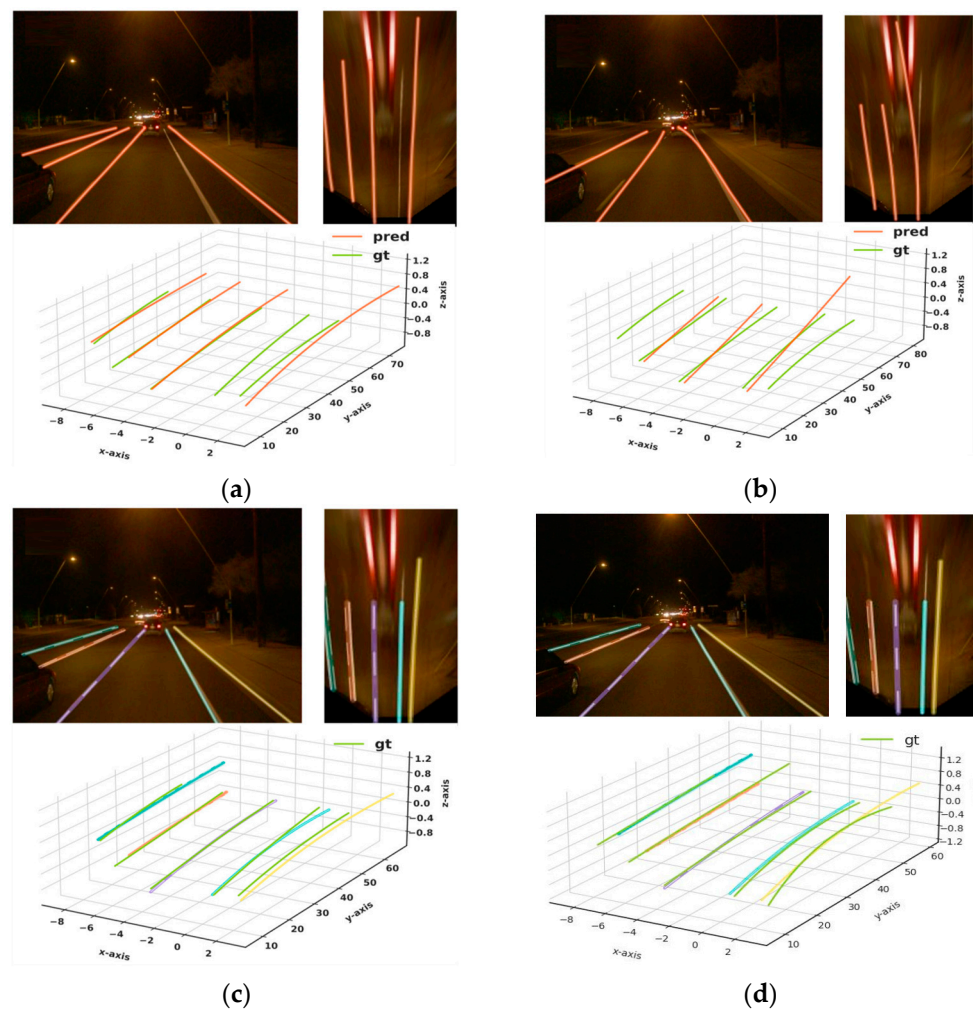 pred
gt
1.2
0.8
0.4
0.0
−0.4
−0.8
z-axis
−8 −6 −4 −2 0 2
x-axis
10 20 30 40 50 60 70
y-axis
(a)
pred
gt
1.2
0.8
0.4
0.0
−0.4
−0.8
z-axis
−8 −6 −4 −2 0 2
x-axis
10 20 30 40 50 60 70 80
y-axis
(b)
gt
1.2
0.8
0.4
0.0
−0.4
−0.8
z-axis
−8 −6 −4 −2 0 2
x-axis
10 20 30 40 50 60
y-axis
(c)
gt
1.2
0.8
0.4
0.0
−0.4
−0.8
−1.2
−8 −6 −4 −2 0 2
x-axis
10 20 30 40 50 60
y-axis
(d)